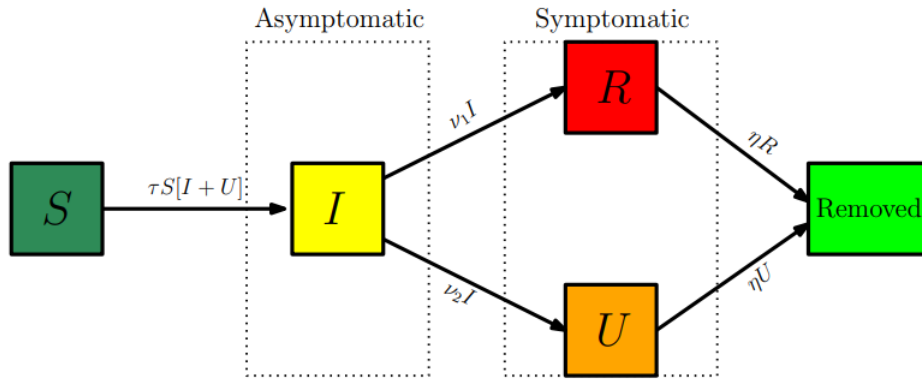 Asymptomatic
Symptomatic
S
τS[I + U]
I
ν₁I
ν₂I
R
U
ηR
ηU
Removed